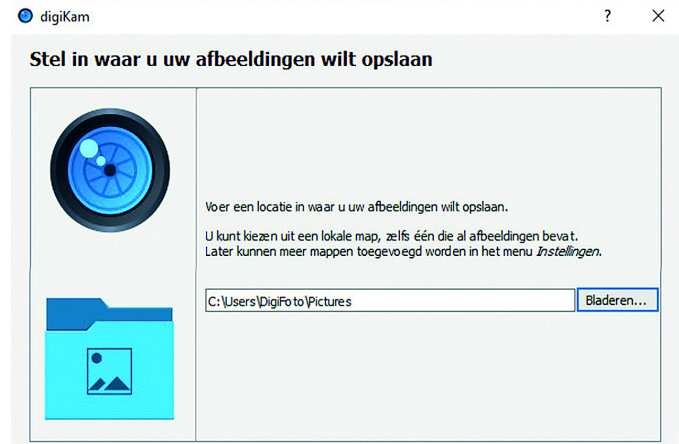 digiKam
Stel in waar u uw afbeeldingen wilt opslaan
Voer een locatie in waar u uw afbeeldingen wilt opslaan.
U kunt kiezen uit een lokale map, zelfs één die al afbeeldingen bevat.
Later kunnen meer mappen toegevoegd worden in het menu Instellingen.
C:\Users\DigiFoto\Pictures
Bladeren...